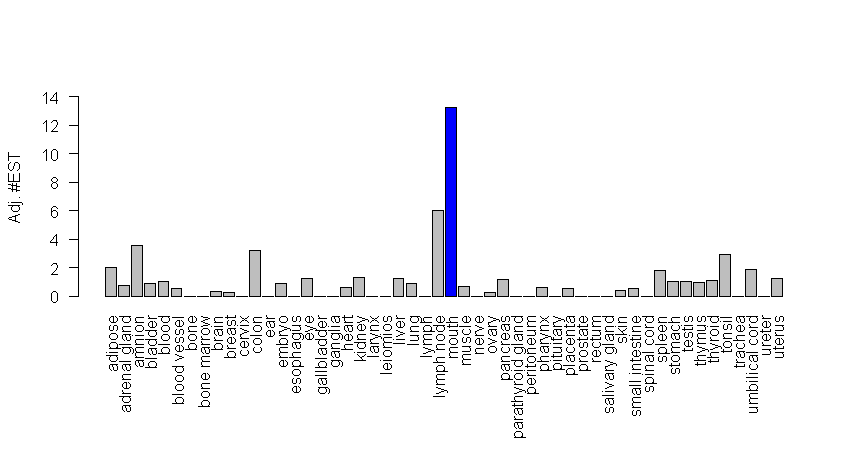 Adj. #EST
14
12
10
8
6
4
2
0
adipose
adrenal gland
amnion
bladder
blood
blood vessel
bone
bone marrow
brain
breast
cervix
colon
ear
embryo
esophagus
eye
gallbladder
ganglia
heart
kidney
larynx
leiomios
liver
lung
lymph
lymph node
mouth
muscle
nerve
ovary
pancreas
parathyroid gland
peritoneum
pharynx
pituitary
placenta
prostate
rectum
salivary gland
skin
small intestine
spinal cord
spleen
stomach
testis
thymus
thyroid
tonsil
trachea
umbilical cord
ureter
uterus